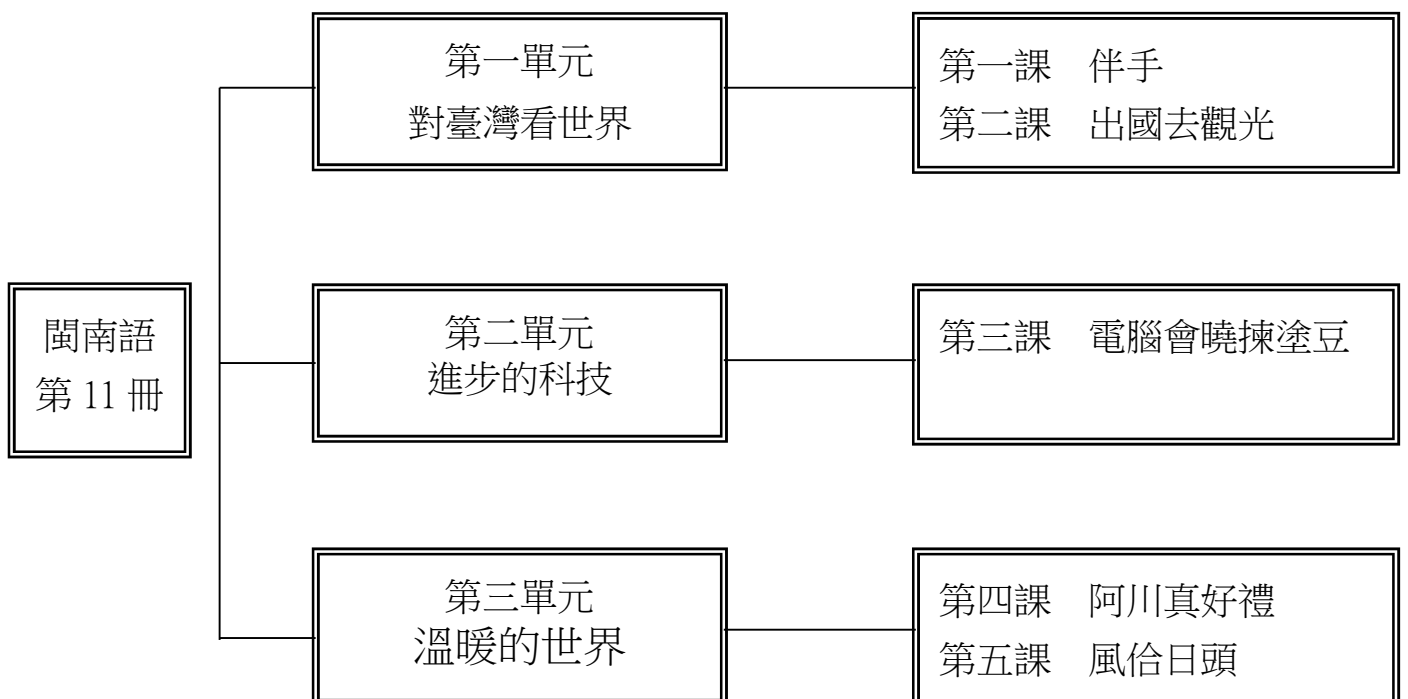 閩南語
第 11 冊
第一單元
對臺灣看世界
第一課　伴手
第二課　出國去觀光
第二單元
進步的科技
第三課　電腦會曉揀塗豆
第三單元
溫暖的世界
第四課　阿川真好禮
第五課　風佮日頭